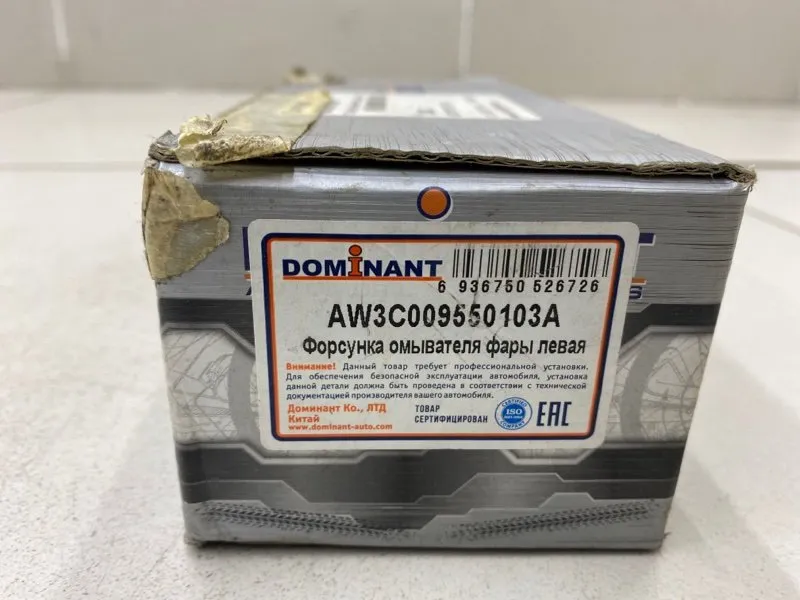 DOMiNANT
6 936750 526726
AW3C009550103A
Форсунка омывателя фары левая
Внимание! Данный товар требует профессиональной установки.
Для обеспечения безопасной эксплуатации автомобиля, установка
данной детали должна быть проведена в соответствии с технической
документацией производителя вашего автомобиля.
Доминант Ко., ЛТД
Китай
www.dominant-auto.com
ТОВАР
СЕРТИФИЦИРОВАН
ISO
EAC